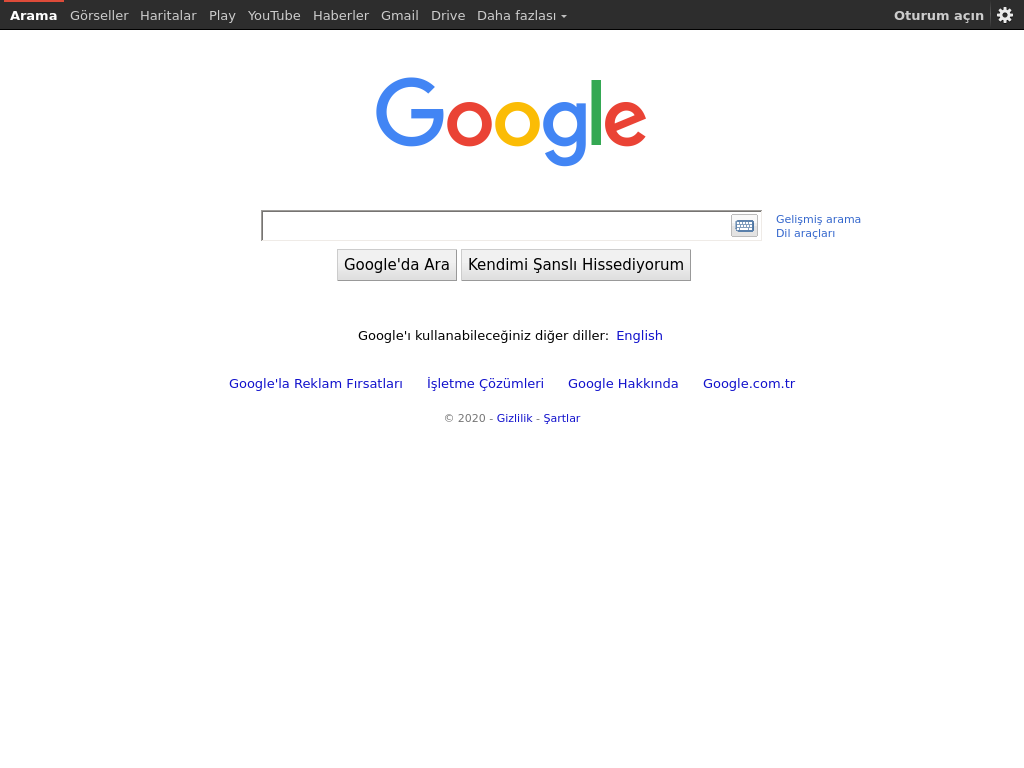 Arama Görseller Haritalar Play YouTube Haberler Gmail Drive Daha fazlası Oturum açın
Google
Gelişmiş arama
Dil araçları
Google'da Ara Kendimi Şanslı Hissediyorum
Google'ı kullanabileceğiniz diğer diller: English
Google'la Reklam Fırsatları İşletme Çözümleri Google Hakkında Google.com.tr
© 2020 - Gizlilik - Şartlar